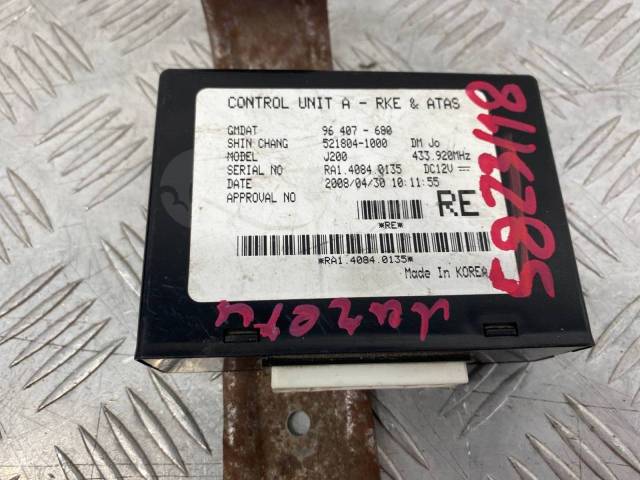 CONTROL UNIT A - RKE & ATAS
GMDAT 96 407 - 680
SHIN CHANG 521804-1000 DM Jo
MODEL J200 433.920MHz
SERIAL NO RA1.4084.0135 DC12V
DATE 2008/04/30 10:11:55
APPROVAL NO
RE
*RE*
*RA1.4084.0135*
Made In KOREA